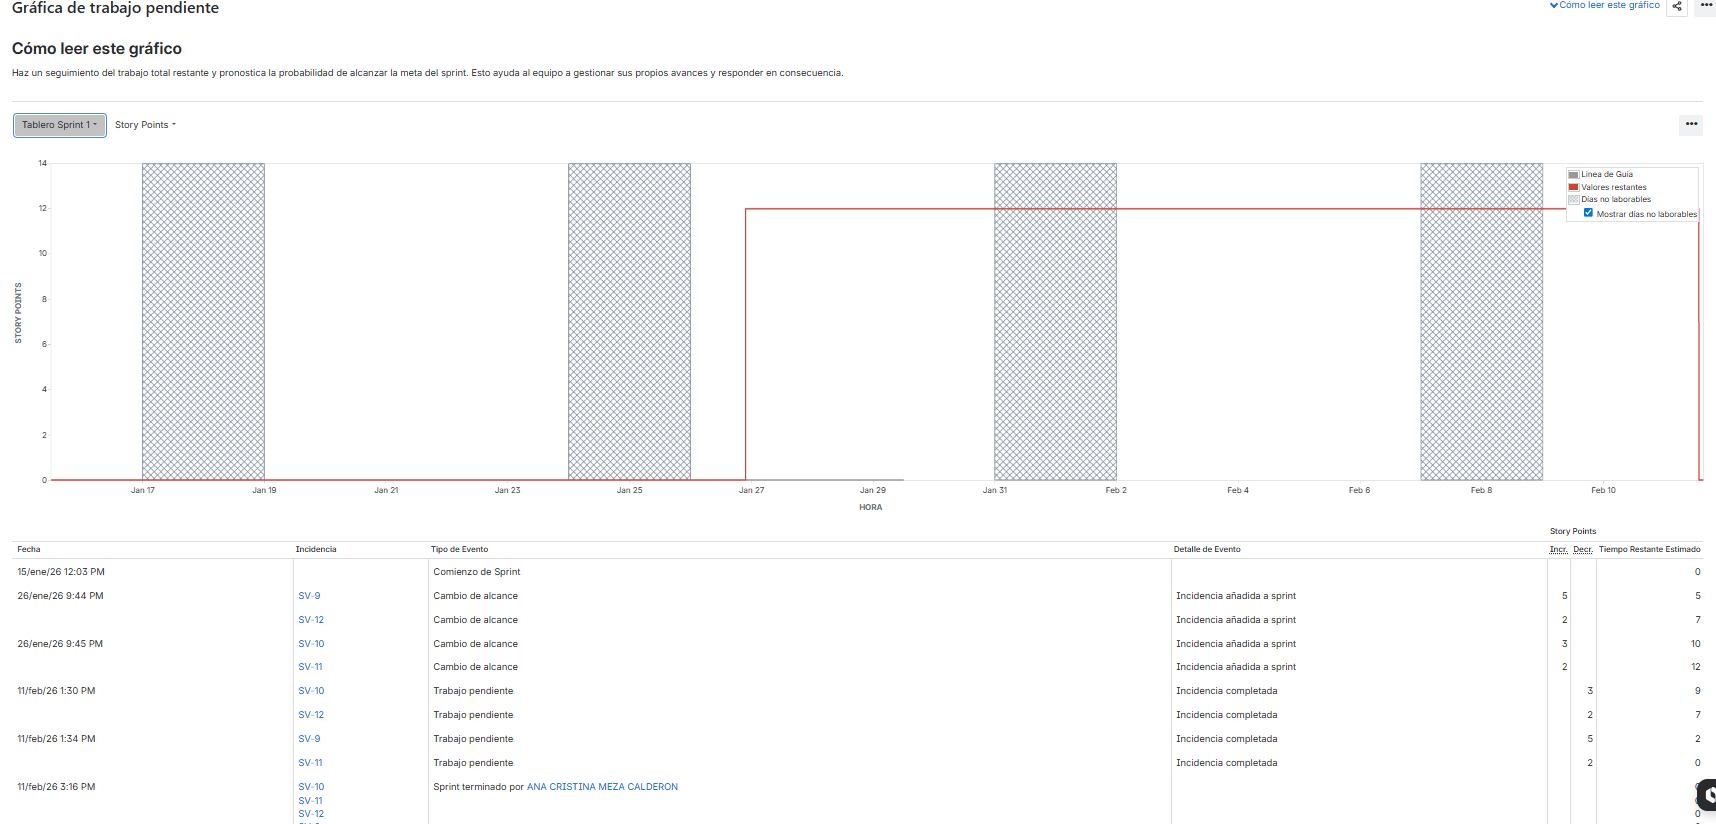 Gráfica de trabajo pendiente
Cómo leer este gráfico
Cómo leer este gráfico
Haz un seguimiento del trabajo total restante y pronostica la probabilidad de alcanzar la meta del sprint. Esto ayuda al equipo a gestionar sus propios avances y responder en consecuencia.
Tablero Sprint 1 Story Points
14
12
10
8
6
4
2
0
STORY POINTS
Linea de Guia
Valores restantes
Días no laborables
Mostrar días no laborables
Jan 17 Jan 19 Jan 21 Jan 23 Jan 25 Jan 27 Jan 29 Jan 31 Feb 2 Feb 4 Feb 6 Feb 8 Feb 10
HORA
Story Points
Fecha Incidencia Tipo de Evento Detalle de Evento Incr. Decr. Tiempo Restante Estimado
15/ene/26 12:03 PM Comienzo de Sprint 0
26/ene/26 9:44 PM SV-9 Cambio de alcance Incidencia añadida a sprint 5 5
SV-12 Cambio de alcance Incidencia añadida a sprint 2 7
26/ene/26 9:45 PM SV-10 Cambio de alcance Incidencia añadida a sprint 3 10
SV-11 Cambio de alcance Incidencia añadida a sprint 2 12
11/feb/26 1:30 PM SV-10 Trabajo pendiente Incidencia completada 3 9
SV-12 Trabajo pendiente Incidencia completada 2 7
11/feb/26 1:34 PM SV-9 Trabajo pendiente Incidencia completada 5 2
SV-11 Trabajo pendiente Incidencia completada 2 0
11/feb/26 3:16 PM SV-10 Sprint terminado por ANA CRISTINA MEZA CALDERON
SV-11
SV-12 0